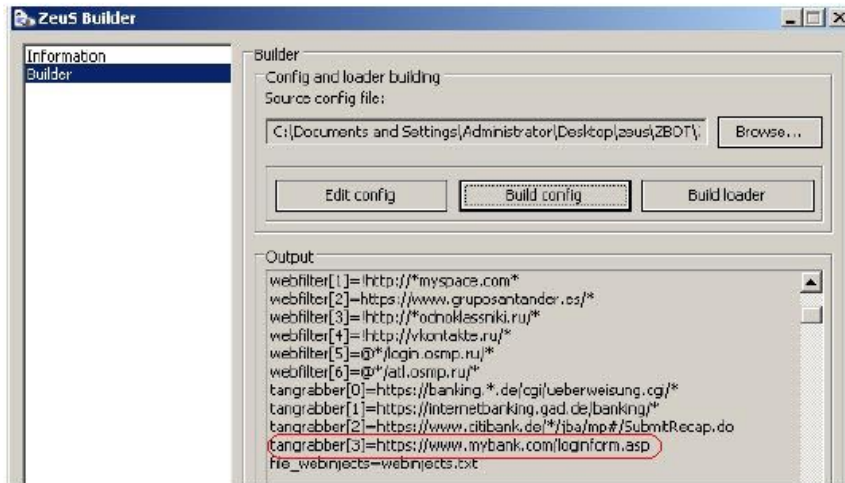 ZeuS Builder
Information
Builder
Builder
Config and loader building
Source config file:
C:\Documents and Settings\Administrator\Desktop\zeus\ZBOT\
Browse...
Edit config
Build config
Build loader
Output
webfilter[1]=!http://*myspace.com*
webfilter[2]=https://www.gruposantander.es/*
webfilter[3]=!http://*odnoklassniki.ru/*
webfilter[4]=!http://vkontakte.ru/*
webfilter[5]=@*/login.osmp.ru/*
webfilter[6]=@*/atl.osmp.ru/*
tangrabber[0]=https://banking.*.de/cgi/ueberweisung.cgi/*
tangrabber[1]=https://internetbanking.gad.de/banking/*
tangrabber[2]=https://www.citibank.de/*/jba/mp#/SubmitRecap.do
tangrabber[3]=https://www.mybank.com/loginform.asp
file_webinjects=webinjects.txt